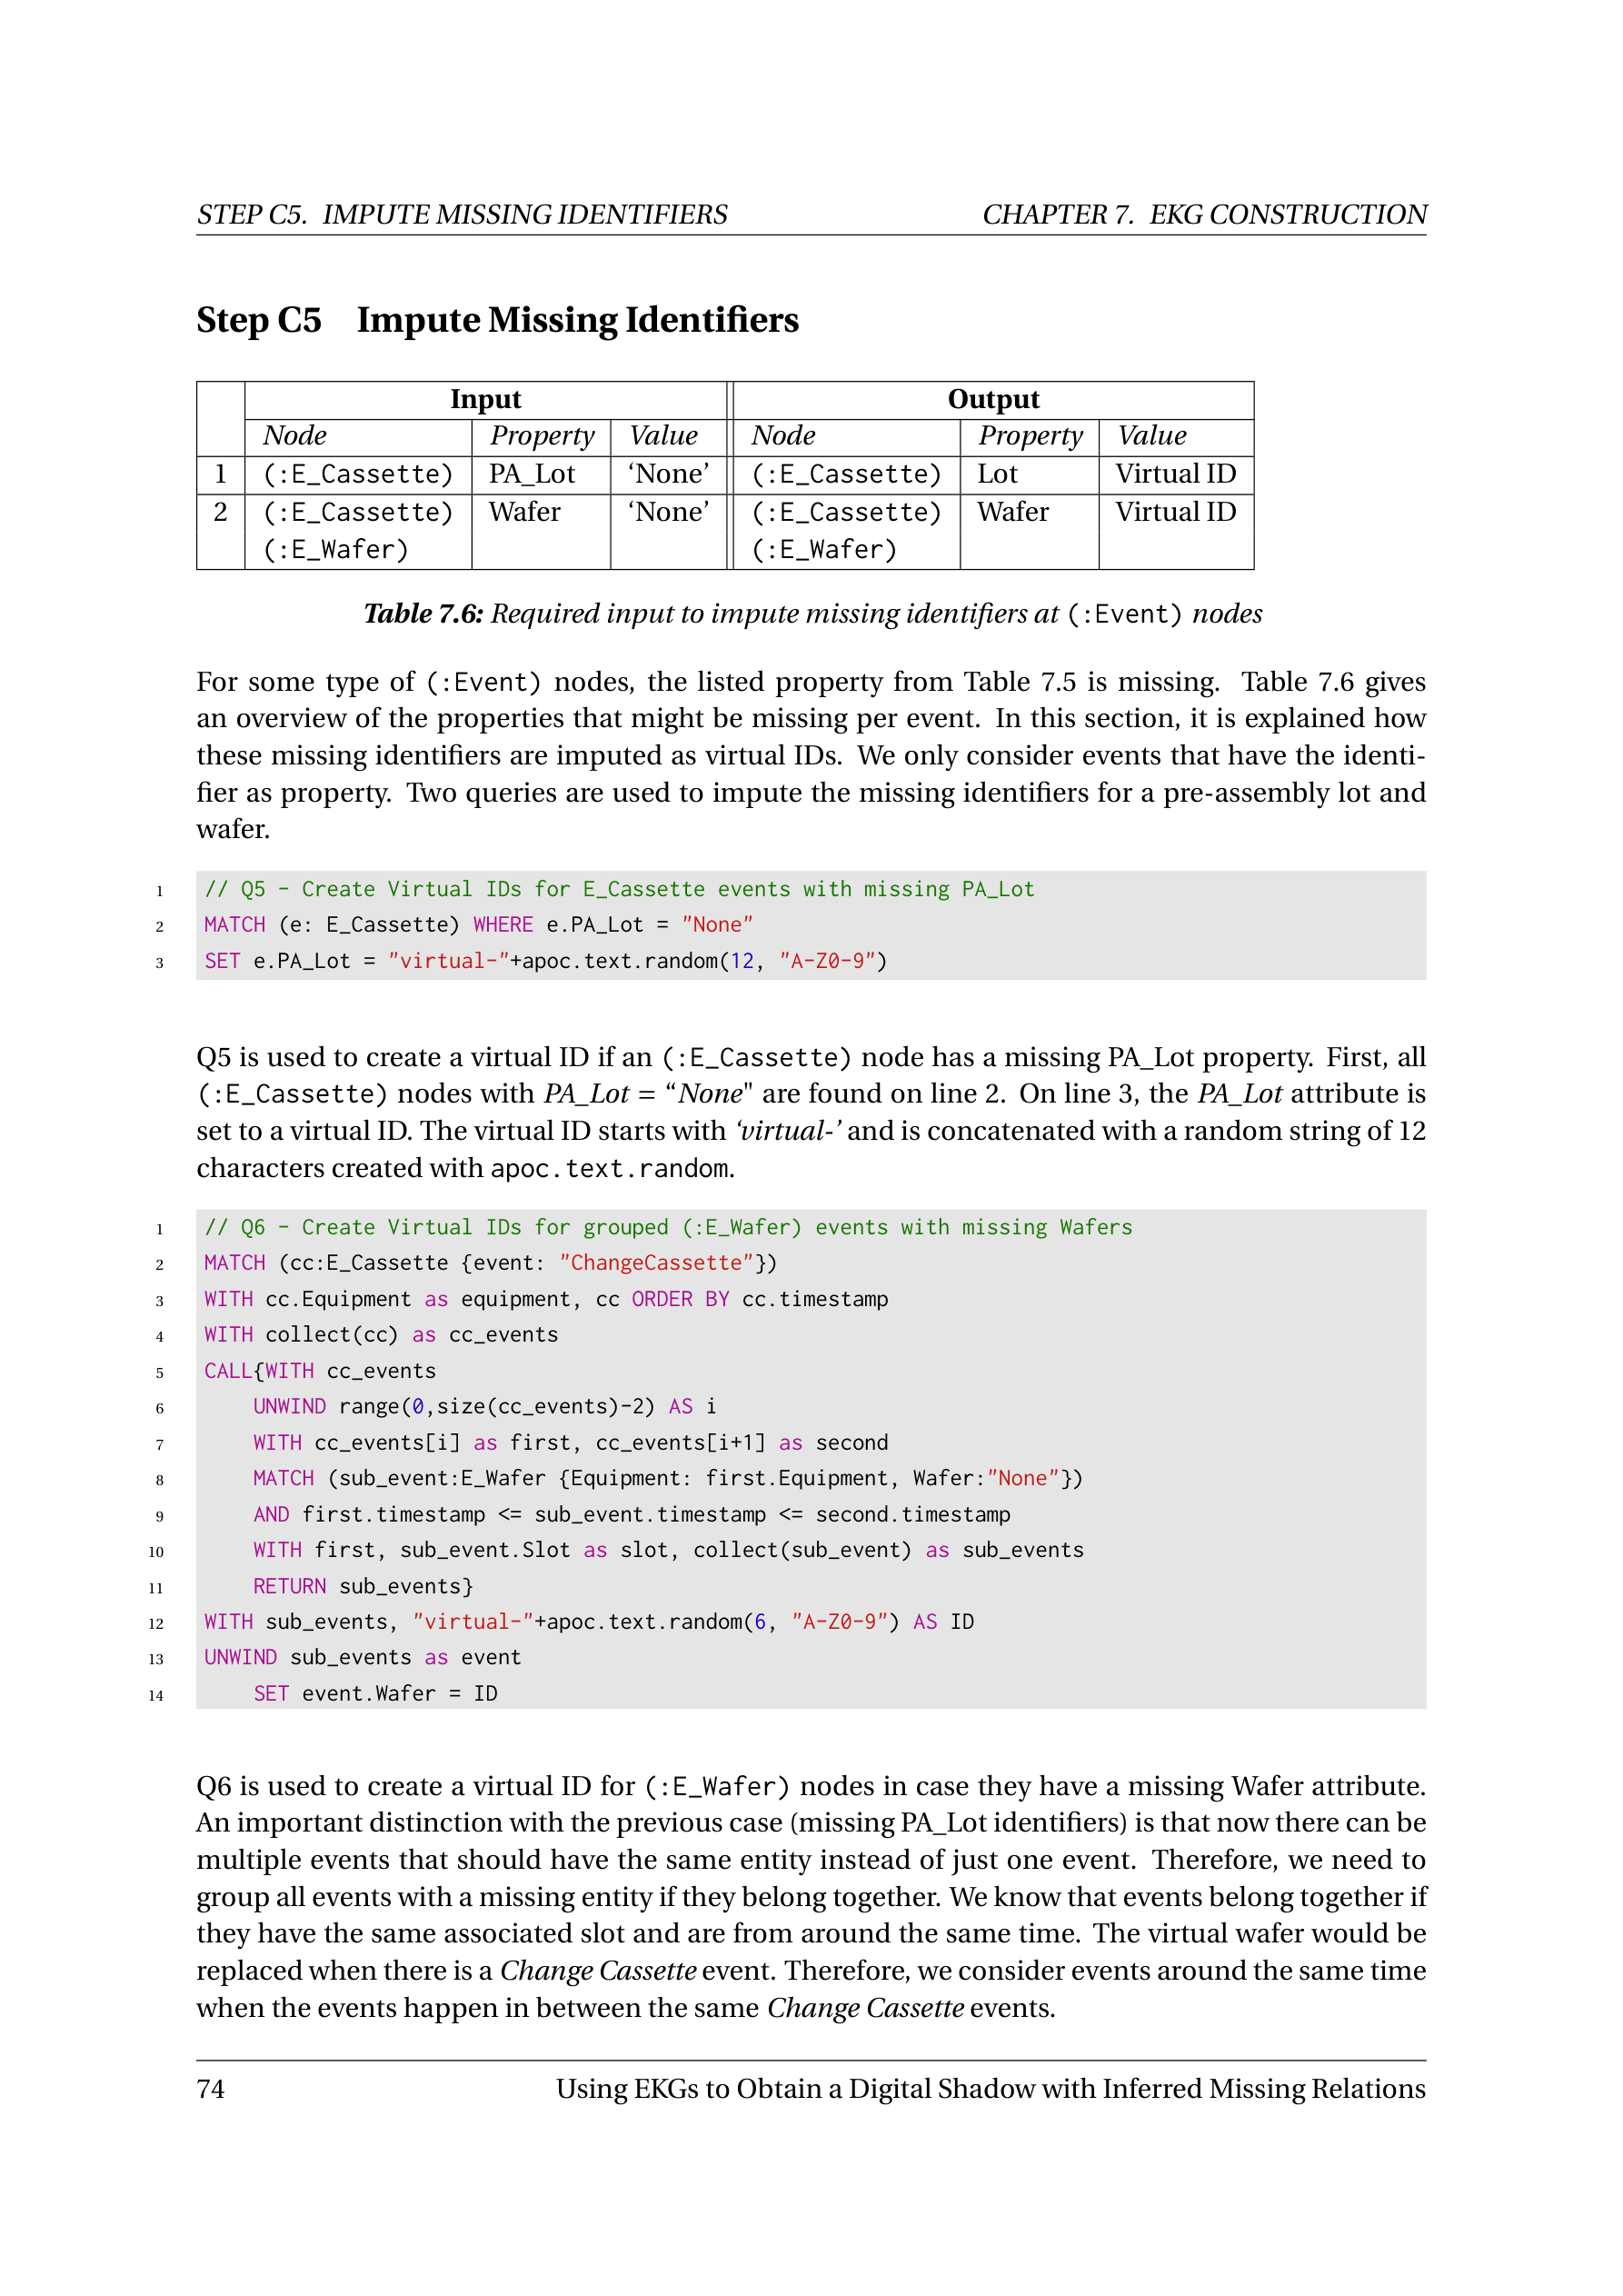 STEP C5. IMPUTE MISSING IDENTIFIERS CHAPTER 7. EKG CONSTRUCTION
Step C5 Impute Missing Identifiers
Input Output
Node Property Value Node Property Value
1 (:E_Cassette) PA_Lot ‘None’ (:E_Cassette) Lot Virtual ID
2 (:E_Cassette) Wafer ‘None’ (:E_Cassette) Wafer Virtual ID
(:E_Wafer) (:E_Wafer)
Table 7.6: Required input to impute missing identifiers at (:Event) nodes
For some type of (:Event) nodes, the listed property from Table 7.5 is missing. Table 7.6 gives
an overview of the properties that might be missing per event. In this section, it is explained how
these missing identifiers are imputed as virtual IDs. We only consider events that have the identi-
fier as property. Two queries are used to impute the missing identifiers for a pre-assembly lot and
wafer.
1 // Q5 - Create Virtual IDs for E_Cassette events with missing PA_Lot
2 MATCH (e: E_Cassette) WHERE e.PA_Lot = "None"
3 SET e.PA_Lot = "virtual-"+apoc.text.random(12, "A-Z0-9")
Q5 is used to create a virtual ID if an (:E_Cassette) node has a missing PA_Lot property. First, all
(:E_Cassette) nodes with PA_Lot = “None" are found on line 2. On line 3, the PA_Lot attribute is
set to a virtual ID. The virtual ID starts with ‘virtual-’ and is concatenated with a random string of 12
characters created with apoc.text.random.
1 // Q6 - Create Virtual IDs for grouped (:E_Wafer) events with missing Wafers
2 MATCH (cc:E_Cassette {event: "ChangeCassette"})
3 WITH cc.Equipment as equipment, cc ORDER BY cc.timestamp
4 WITH collect(cc) as cc_events
5 CALL{WITH cc_events
6 UNWIND range(0,size(cc_events)-2) AS i
7 WITH cc_events[i] as first, cc_events[i+1] as second
8 MATCH (sub_event:E_Wafer {Equipment: first.Equipment, Wafer:"None"})
9 AND first.timestamp <= sub_event.timestamp <= second.timestamp
10 WITH first, sub_event.Slot as slot, collect(sub_event) as sub_events
11 RETURN sub_events}
12 WITH sub_events, "virtual-"+apoc.text.random(6, "A-Z0-9") AS ID
13 UNWIND sub_events as event
14 SET event.Wafer = ID
Q6 is used to create a virtual ID for (:E_Wafer) nodes in case they have a missing Wafer attribute.
An important distinction with the previous case (missing PA_Lot identifiers) is that now there can be
multiple events that should have the same entity instead of just one event. Therefore, we need to
group all events with a missing entity if they belong together. We know that events belong together if
they have the same associated slot and are from around the same time. The virtual wafer would be
replaced when there is a Change Cassette event. Therefore, we consider events around the same time
when the events happen in between the same Change Cassette events.
74 Using EKGs to Obtain a Digital Shadow with Inferred Missing Relations